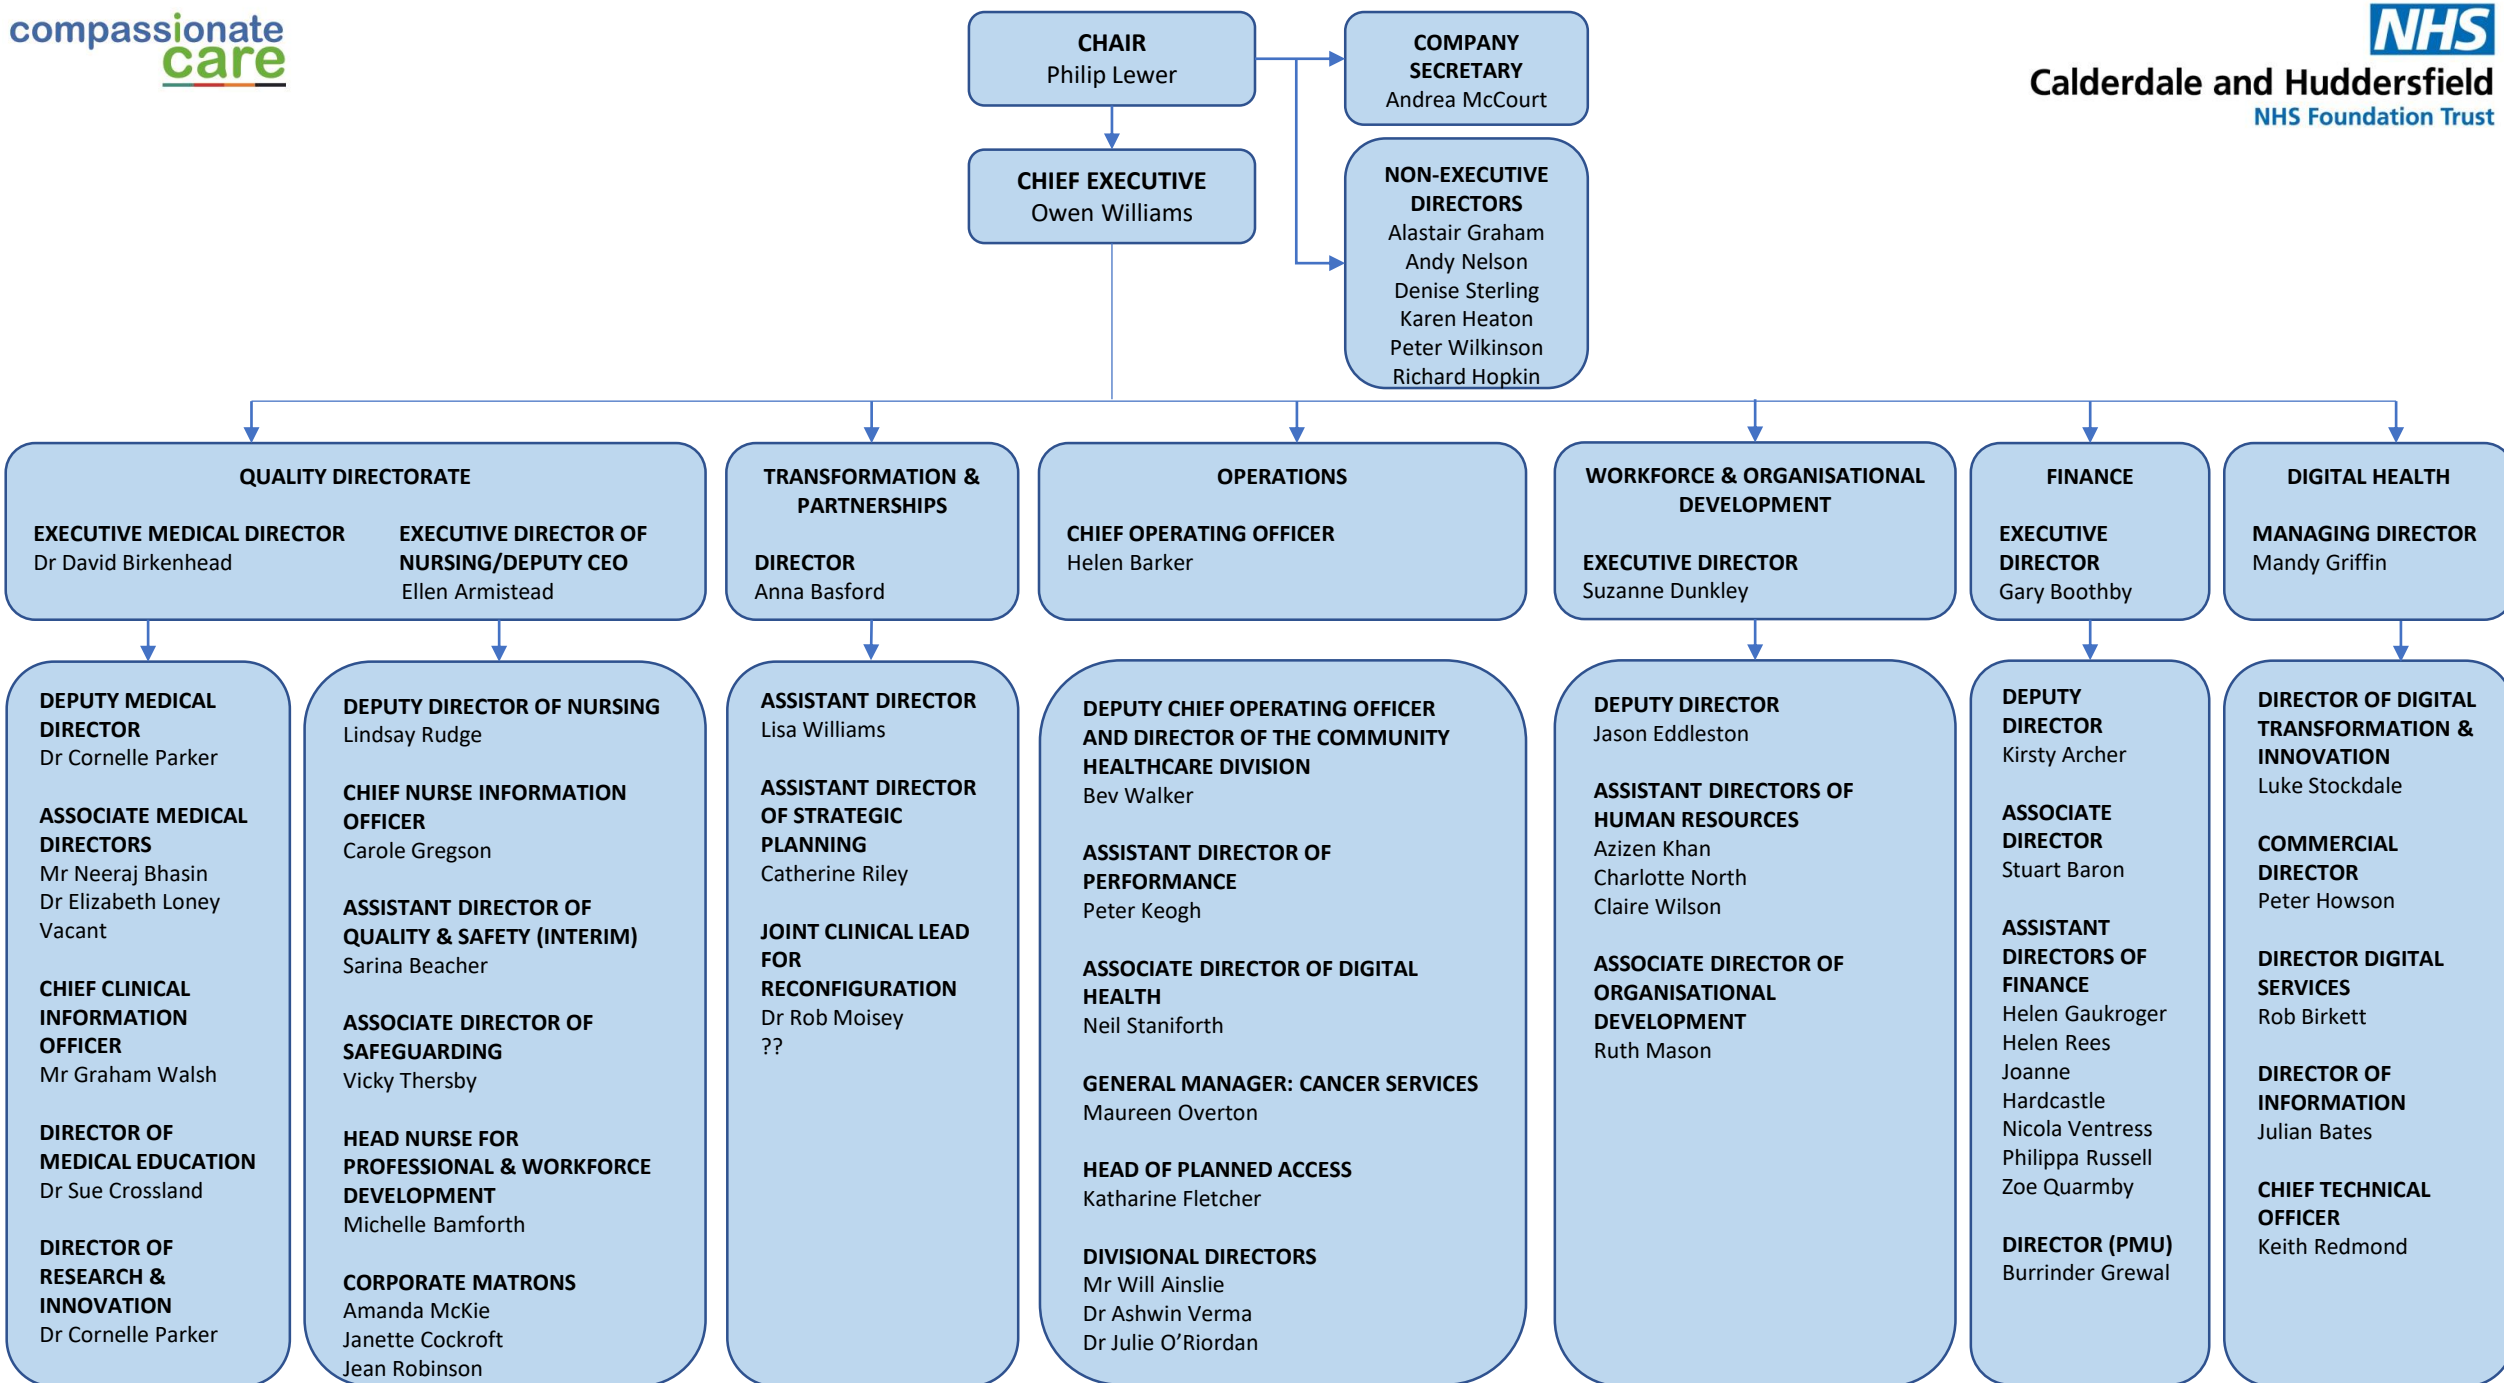 compassionate
care
NHS
Calderdale and Huddersfield
NHS Foundation Trust
CHAIR
Philip Lewer
COMPANY
SECRETARY
Andrea McCourt
CHIEF EXECUTIVE
Owen Williams
NON-EXECUTIVE
DIRECTORS
Alastair Graham
Andy Nelson
Denise Sterling
Karen Heaton
Peter Wilkinson
Richard Hopkin
QUALITY DIRECTORATE
EXECUTIVE MEDICAL DIRECTOR
Dr David Birkenhead
EXECUTIVE DIRECTOR OF
NURSING/DEPUTY CEO
Ellen Armistead
TRANSFORMATION &
PARTNERSHIPS
DIRECTOR
Anna Basford
OPERATIONS
CHIEF OPERATING OFFICER
Helen Barker
WORKFORCE & ORGANISATIONAL
DEVELOPMENT
EXECUTIVE DIRECTOR
Suzanne Dunkley
FINANCE
EXECUTIVE
DIRECTOR
Gary Boothby
DIGITAL HEALTH
MANAGING DIRECTOR
Mandy Griffin
DEPUTY MEDICAL
DIRECTOR
Dr Cornelle Parker
ASSOCIATE MEDICAL
DIRECTORS
Mr Neeraj Bhasin
Dr Elizabeth Loney
Vacant
CHIEF CLINICAL
INFORMATION
OFFICER
Mr Graham Walsh
DIRECTOR OF
MEDICAL EDUCATION
Dr Sue Crossland
DIRECTOR OF
RESEARCH &
INNOVATION
Dr Cornelle Parker
DEPUTY DIRECTOR OF NURSING
Lindsay Rudge
CHIEF NURSE INFORMATION
OFFICER
Carole Gregson
ASSISTANT DIRECTOR OF
QUALITY & SAFETY (INTERIM)
Sarina Beacher
ASSOCIATE DIRECTOR OF
SAFEGUARDING
Vicky Thersby
HEAD NURSE FOR
PROFESSIONAL & WORKFORCE
DEVELOPMENT
Michelle Bamforth
CORPORATE MATRONS
Amanda McKie
Janette Cockroft
Jean Robinson
ASSISTANT DIRECTOR
Lisa Williams
ASSISTANT DIRECTOR
OF STRATEGIC
PLANNING
Catherine Riley
JOINT CLINICAL LEAD
FOR
RECONFIGURATION
Dr Rob Moisey
??
DEPUTY CHIEF OPERATING OFFICER
AND DIRECTOR OF THE COMMUNITY
HEALTHCARE DIVISION
Bev Walker
ASSISTANT DIRECTOR OF
PERFORMANCE
Peter Keogh
ASSOCIATE DIRECTOR OF DIGITAL
HEALTH
Neil Staniforth
GENERAL MANAGER: CANCER SERVICES
Maureen Overton
HEAD OF PLANNED ACCESS
Katharine Fletcher
DIVISIONAL DIRECTORS
Mr Will Ainslie
Dr Ashwin Verma
Dr Julie O’Riordan
DEPUTY DIRECTOR
Jason Eddleston
ASSISTANT DIRECTORS OF
HUMAN RESOURCES
Azizen Khan
Charlotte North
Claire Wilson
ASSOCIATE DIRECTOR OF
ORGANISATIONAL
DEVELOPMENT
Ruth Mason
DEPUTY
DIRECTOR
Kirsty Archer
ASSOCIATE
DIRECTOR
Stuart Baron
ASSISTANT
DIRECTORS OF
FINANCE
Helen Gaukroger
Helen Rees
Joanne
Hardcastle
Nicola Ventress
Philippa Russell
Zoe Quarmby
DIRECTOR (PMU)
Burrinder Grewal
DIRECTOR OF DIGITAL
TRANSFORMATION &
INNOVATION
Luke Stockdale
COMMERCIAL
DIRECTOR
Peter Howson
DIRECTOR DIGITAL
SERVICES
Rob Birkett
DIRECTOR OF
INFORMATION
Julian Bates
CHIEF TECHNICAL
OFFICER
Keith Redmond